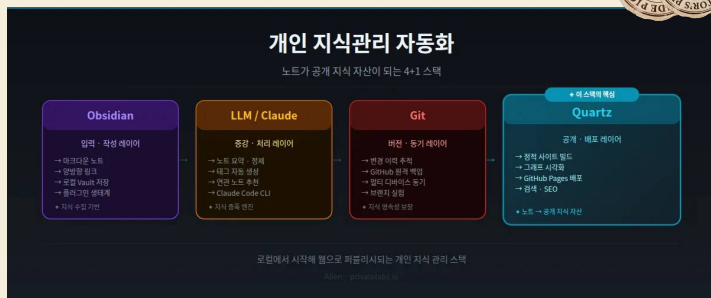 개인 지식관리 자동화
노트가 공개 지식 자산이 되는 4+1 스택
Obsidian
입력 · 작성 레이어
→ 마크다운 노트
→ 양방향 링크
→ 로컬 Vault 저장
→ 플러그인 생태계
✦ 지식 수집 기반
→
LLM / Claude
증강 · 처리 레이어
→ 노트 요약 · 정제
→ 태그 자동 생성
→ 연관 노트 추천
→ Claude Code CLI
✦ 지식 증폭 엔진
→
Git
버전 · 동기 레이어
→ 변경 이력 추적
→ GitHub 원격 백업
→ 멀티 디바이스 동기
→ 브랜치 실험
✦ 지식 영속성 보장
→
✦ 이 스택의 핵심
Quartz
공개 · 배포 레이어
→ 정적 사이트 빌드
→ 그래프 시각화
→ GitHub Pages 배포
→ 검색 · SEO
✦ 노트 → 공개 지식 자산
로컬에서 시작해 웹으로 퍼블리시되는 개인 지식 관리 스택